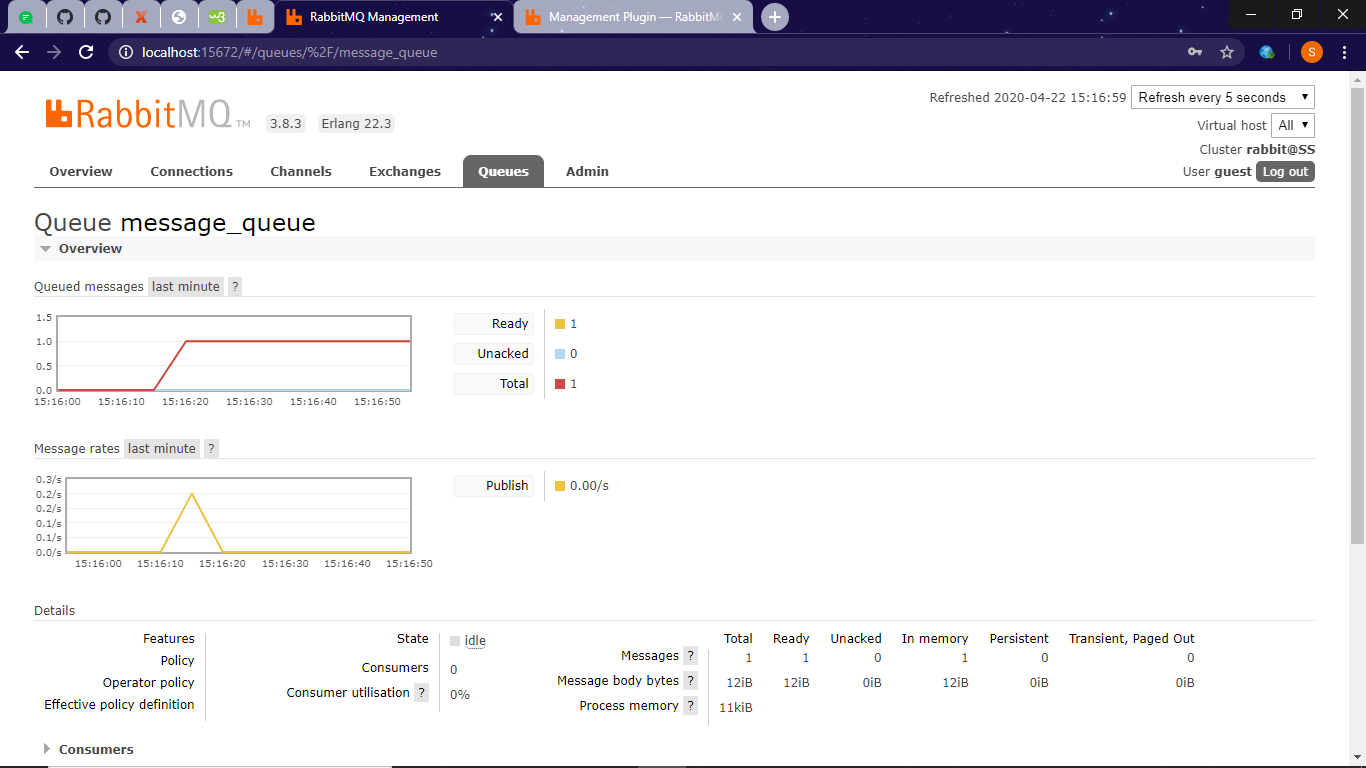 RabbitMQ Management
Management Plugin — RabbitM
localhost:15672/#/queues/%2F/message_queue
S
RabbitMQ TM 3.8.3 Erlang 22.3
Refreshed 2020-04-22 15:16:59 Refresh every 5 seconds
Virtual host All
Cluster rabbit@SS
User guest Log out
Overview Connections Channels Exchanges Queues Admin
Queue message_queue
Overview
Queued messages last minute ?
1.5
1.0
0.5
0.0
15:16:00 15:16:10 15:16:20 15:16:30 15:16:40 15:16:50
Ready 1
Unacked 0
Total 1
Message rates last minute ?
0.3/s
0.2/s
0.2/s
0.1/s
0.1/s
0.0/s
15:16:00 15:16:10 15:16:20 15:16:30 15:16:40 15:16:50
Publish 0.00/s
Details
Features
Policy
Operator policy
Effective policy definition
State idle
Consumers 0
Consumer utilisation ? 0%
Total Ready Unacked In memory Persistent Transient, Paged Out
Messages ? 1 1 0 1 0 0
Message body bytes ? 12iB 12iB 0iB 12iB 0iB 0iB
Process memory ? 11kiB
Consumers